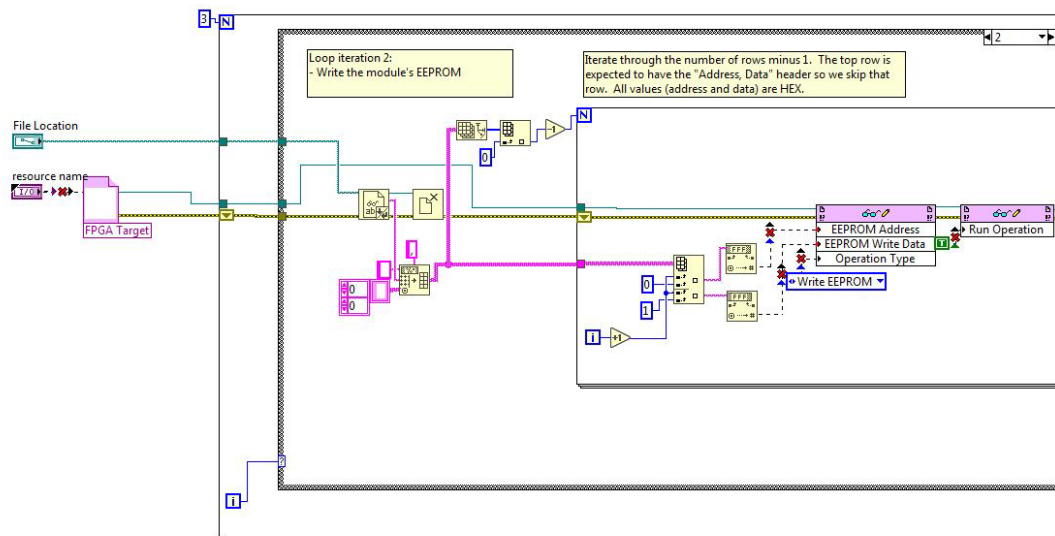 3
N
2
Loop iteration 2:
- Write the module's EEPROM
Iterate through the number of rows minus 1. The top row is
expected to have the "Address, Data" header so we skip that
row. All values (address and data) are HEX.
N
File Location
-1
0
resource name
I/O
FPGA Target
EEPROM Address
EEPROM Write Data
Operation Type
T
Run Operation
Write EEPROM
,
0
0
0
1
i
+1
?
i